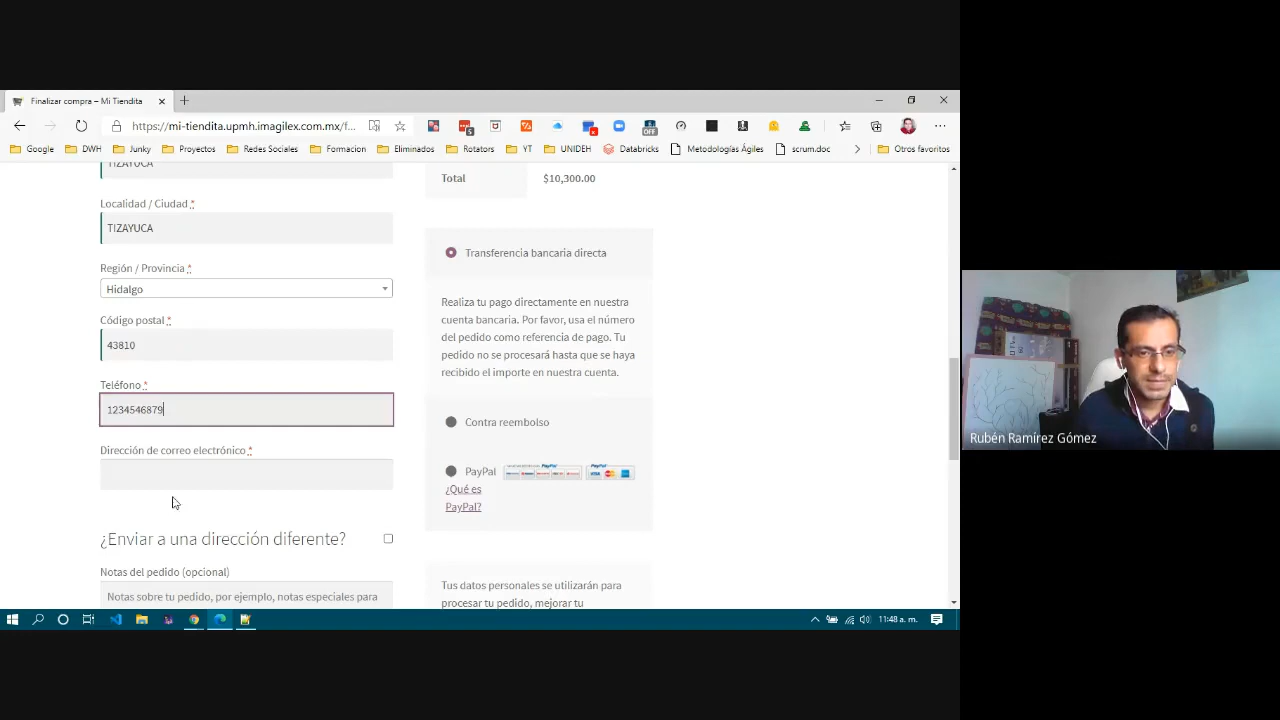 Finalizar compra – Mi Tiendita
https://mi-tiendita.upmh.imagilex.com.mx/f...
5
OFF
Google
DWH
Junky
Proyectos
Redes Sociales
Formacion
Eliminados
Rotators
YT
UNIDEH
Databricks
Metodologías Ágiles
scrum.doc
Otros favoritos
TIZAYUCA
Localidad / Ciudad *
TIZAYUCA
Región / Provincia *
Hidalgo
Código postal *
43810
Teléfono *
1234546879
Dirección de correo electrónico *
¿Enviar a una dirección diferente?
Notas del pedido (opcional)
Notas sobre tu pedido, por ejemplo, notas especiales para
Total $10,300.00
Transferencia bancaria directa
Realiza tu pago directamente en nuestra
cuenta bancaria. Por favor, usa el número
del pedido como referencia de pago. Tu
pedido no se procesará hasta que se haya
recibido el importe en nuestra cuenta.
Contra reembolso
PayPal
¿Qué es
PayPal?
Tus datos personales se utilizarán para
procesar tu pedido, mejorar tu
11:48 a. m.
Rubén Ramírez Gómez